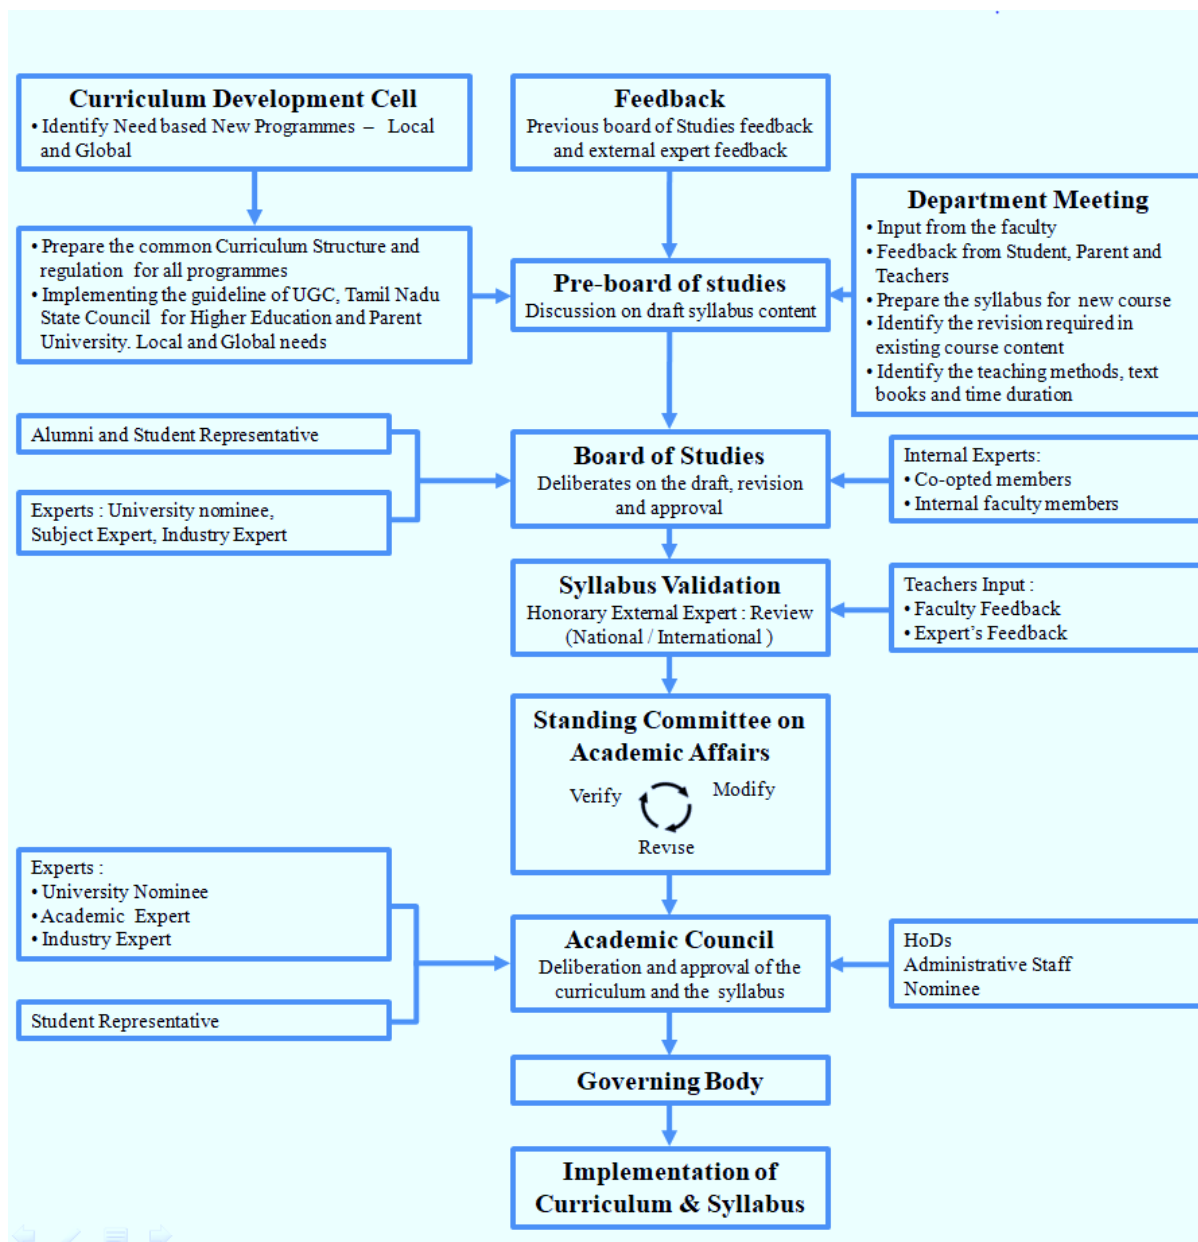 Curriculum Development Cell
• Identify Need based New Programmes – Local
and Global
Feedback
Previous board of Studies feedback
and external expert feedback
Department Meeting
• Input from the faculty
• Feedback from Student, Parent and
Teachers
• Prepare the syllabus for new course
• Identify the revision required in
existing course content
• Identify the teaching methods, text
books and time duration
• Prepare the common Curriculum Structure and
regulation for all programmes
• Implementing the guideline of UGC, Tamil Nadu
State Council for Higher Education and Parent
University. Local and Global needs
Pre-board of studies
Discussion on draft syllabus content
Alumni and Student Representative
Experts : University nominee,
Subject Expert, Industry Expert
Board of Studies
Deliberates on the draft, revision
and approval
Internal Experts:
• Co-opted members
• Internal faculty members
Syllabus Validation
Honorary External Expert : Review
(National / International )
Teachers Input :
• Faculty Feedback
• Expert’s Feedback
Standing Committee on
Academic Affairs
Verify
Modify
Revise
Experts :
• University Nominee
• Academic Expert
• Industry Expert
Student Representative
Academic Council
Deliberation and approval of the
curriculum and the syllabus
HoDs
Administrative Staff
Nominee
Governing Body
Implementation of
Curriculum & Syllabus